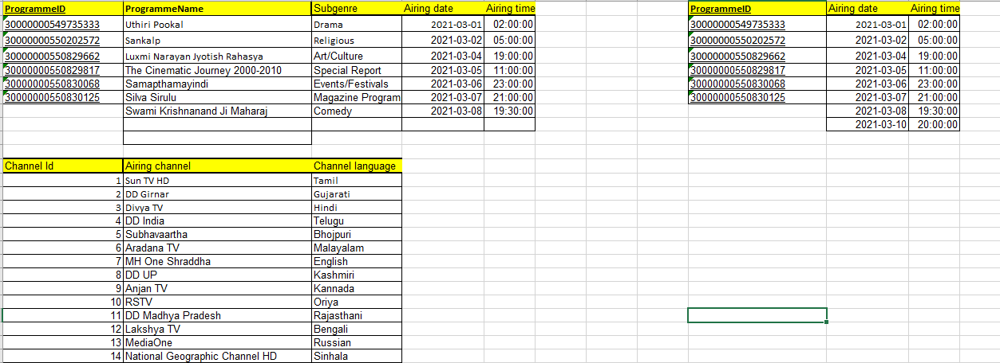 ProgrammeID ProgrammeName Subgenre Airing date Airing time ProgrammeID Airing date Airing time
30000000549735333 Uthiri Pookal Drama 2021-03-01 02:00:00 30000000549735333 2021-03-01 02:00:00
30000000550202572 Sankalp Religious 2021-03-02 05:00:00 30000000550202572 2021-03-02 05:00:00
30000000550829662 Luxmi Narayan Jyotish Rahasya Art/Culture 2021-03-04 19:00:00 30000000550829662 2021-03-04 19:00:00
30000000550829817 The Cinematic Journey 2000-2010 Special Report 2021-03-05 11:00:00 30000000550829817 2021-03-05 11:00:00
30000000550830068 Samapthamayindi Events/Festivals 2021-03-06 23:00:00 30000000550830068 2021-03-06 23:00:00
30000000550830125 Silva Sirulu Magazine Program 2021-03-07 21:00:00 30000000550830125 2021-03-07 21:00:00
Swami Krishnanand Ji Maharaj Comedy 2021-03-08 19:30:00 2021-03-08 19:30:00
2021-03-10 20:00:00
Channel Id Airing channel Channel language
1 Sun TV HD Tamil
2 DD Girnar Gujarati
3 Divya TV Hindi
4 DD India Telugu
5 Subhavaartha Bhojpuri
6 Aradana TV Malayalam
7 MH One Shraddha English
8 DD UP Kashmiri
9 Anjan TV Kannada
10 RSTV Oriya
11 DD Madhya Pradesh Rajasthani
12 Lakshya TV Bengali
13 MediaOne Russian
14 National Geographic Channel HD Sinhala